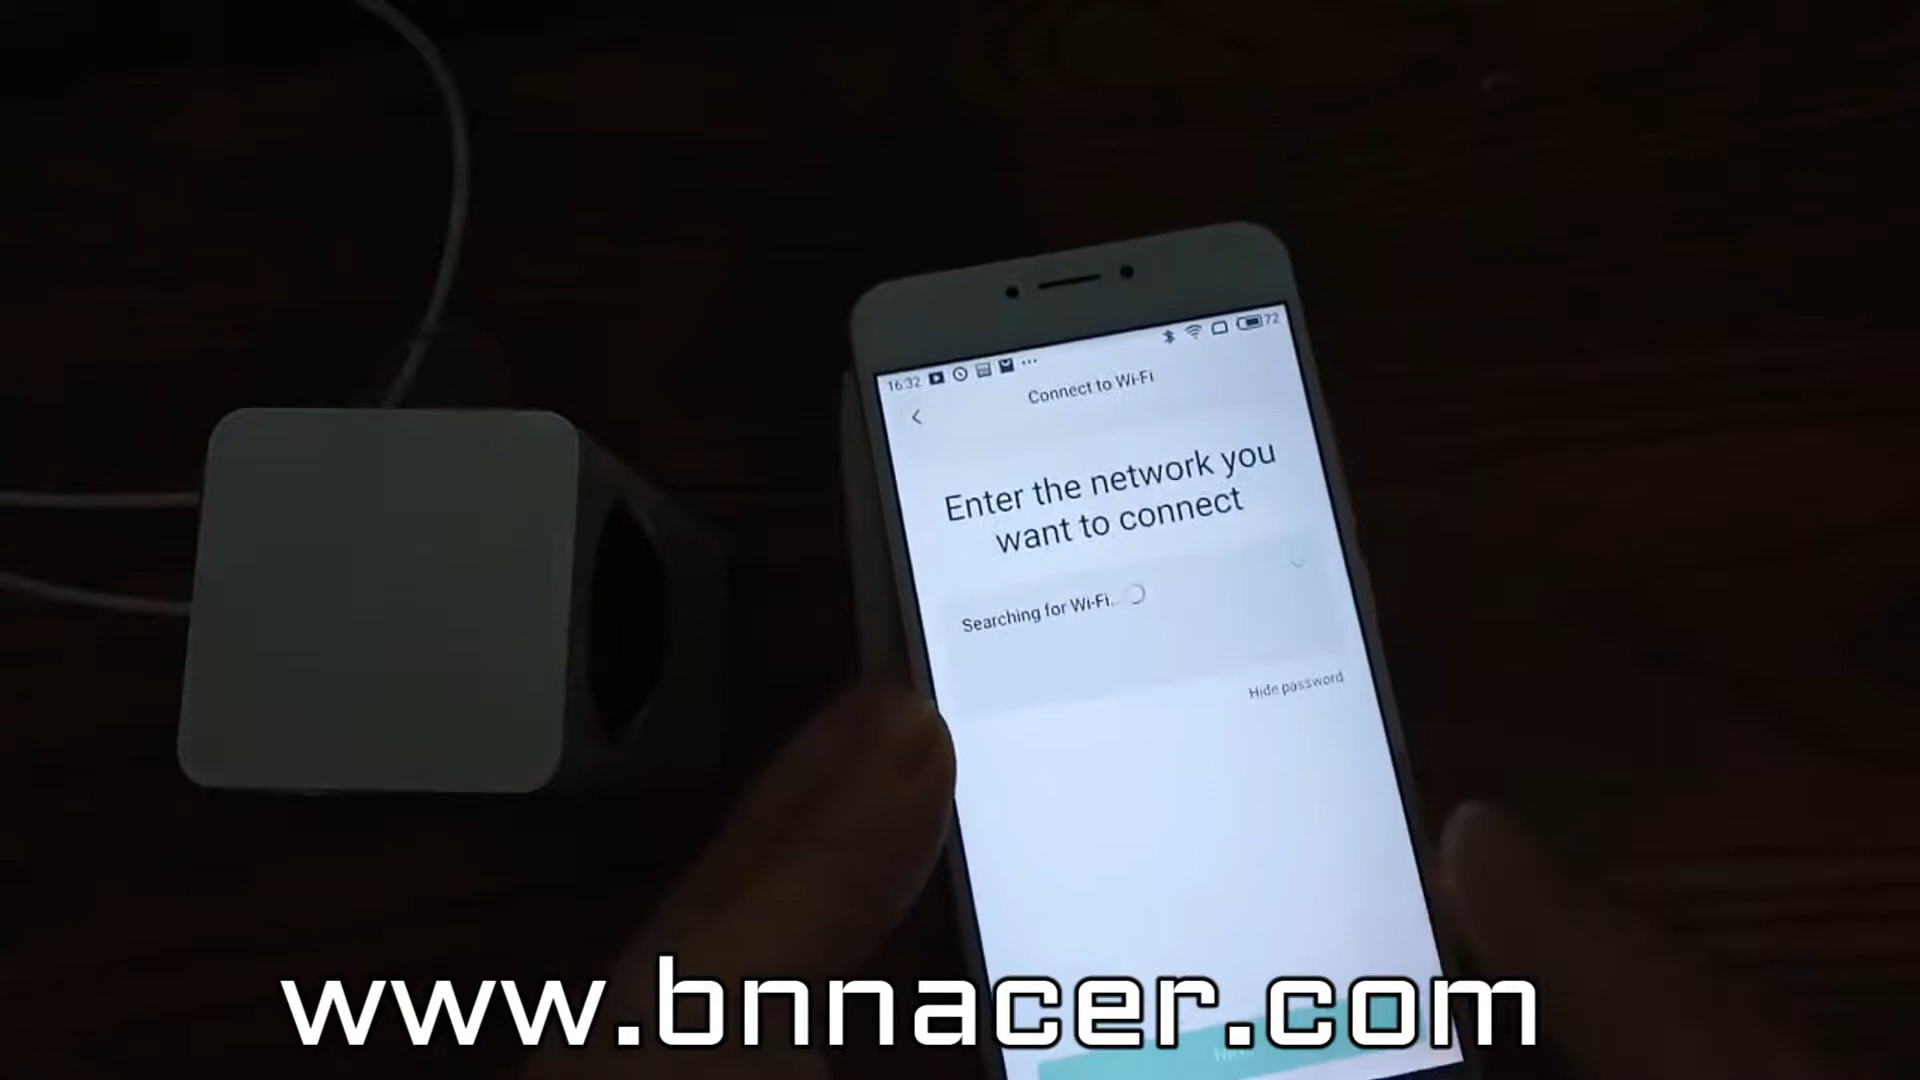 16:32
72
Connect to Wi-Fi
Enter the network you
want to connect
Searching for Wi-Fi...
Hide password
www.bnnacer.com